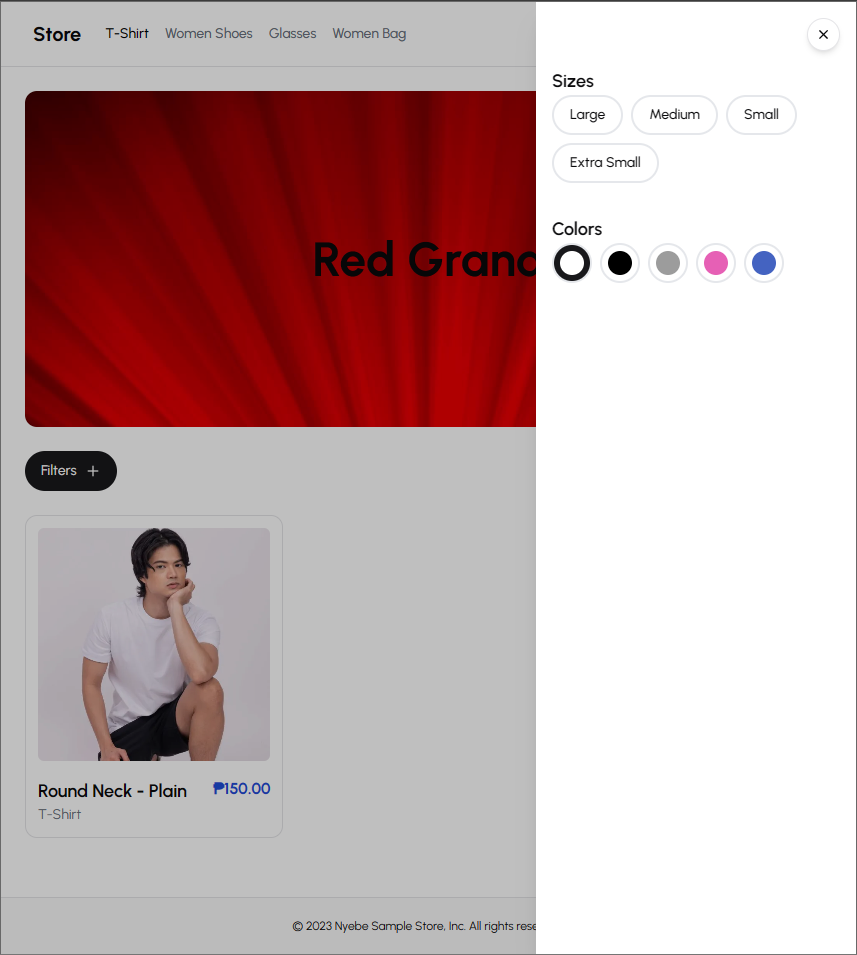 Store T-Shirt Women Shoes Glasses Women Bag
Red Grand
Filters
Round Neck - Plain ₱150.00
T-Shirt
© 2023 Nyebe Sample Store, Inc. All rights rese
Sizes
Large Medium Small
Extra Small
Colors